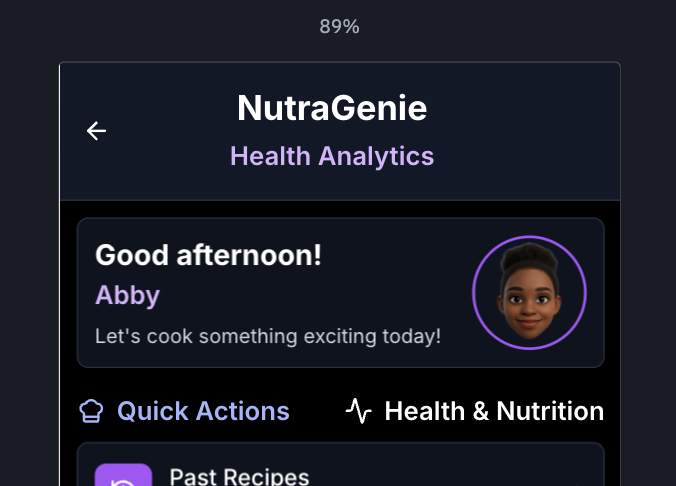 89%
NutraGenie
Health Analytics
Good afternoon!
Abby
Let's cook something exciting today!
Quick Actions
Health & Nutrition
Past Recipes